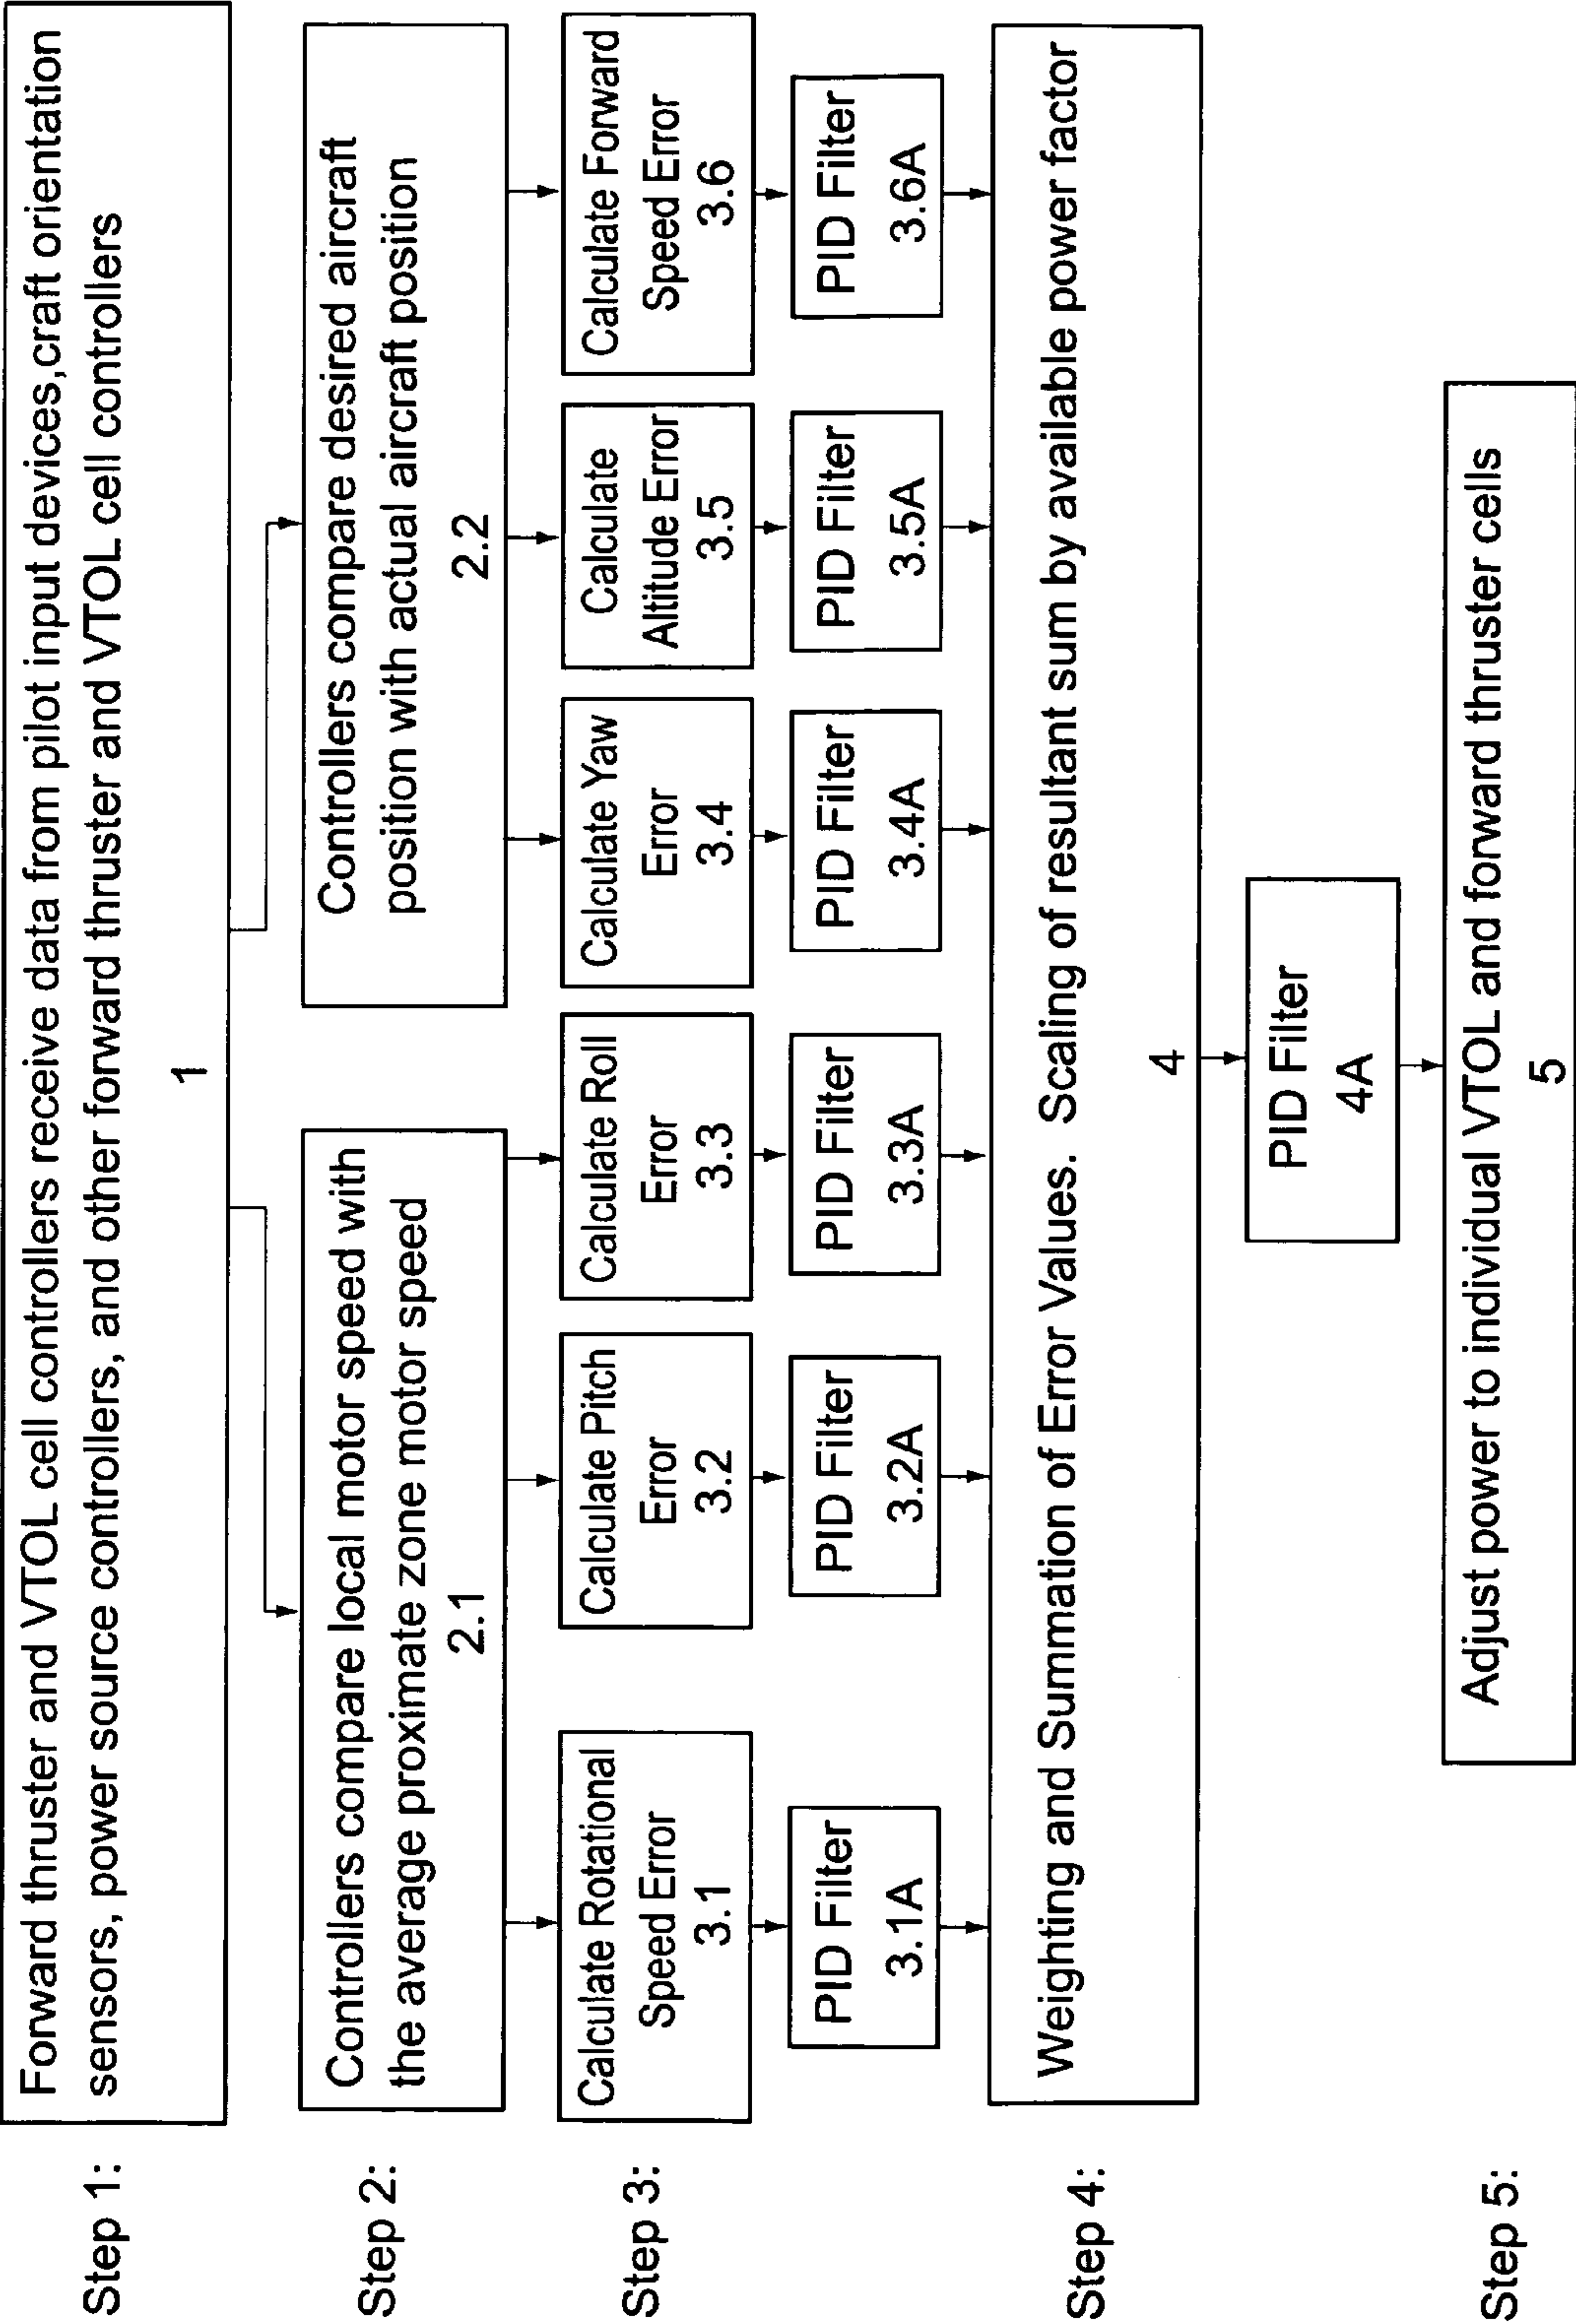 Step 1:
Forward thruster and VTOL cell controllers receive data from pilot input devices,craft orientation
sensors, power source controllers, and other forward thruster and VTOL cell controllers
1
Step 2:
Controllers compare local motor speed with
the average proximate zone motor speed
2.1
Controllers compare desired aircraft
position with actual aircraft position
2.2
Step 3:
Calculate Rotational
Speed Error
3.1
Calculate Pitch
Error
3.2
Calculate Roll
Error
3.3
Calculate Yaw
Error
3.4
Calculate
Altitude Error
3.5
Calculate Forward
Speed Error
3.6
PID Filter
3.1A
PID Filter
3.2A
PID Filter
3.3A
PID Filter
3.4A
PID Filter
3.5A
PID Filter
3.6A
Step 4:
Weighting and Summation of Error Values. Scaling of resultant sum by available power factor
4
PID Filter
4A
Step 5:
Adjust power to individual VTOL and forward thruster cells
5